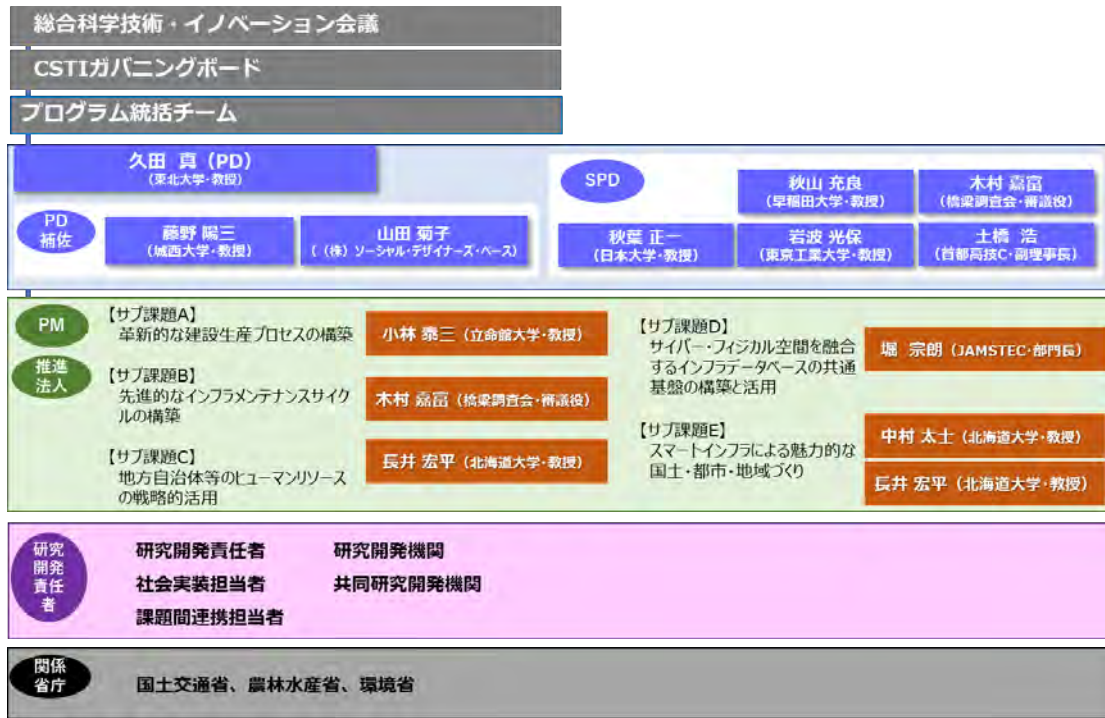 総合科学技術・イノベーション会議
CSTIガバニングボード
プログラム統括チーム
久田 真（PD）
（東北大学・教授）
PD
補佐
藤野 陽三
（城西大学・教授）
山田 菊子
（（株）ソーシャル・デザイナーズ・ベース）
SPD
秋山 充良
（早稲田大学・教授）
木村 嘉富
（橋梁調査会・審議役）
秋葉 正一
（日本大学・教授）
岩波 光保
（東京工業大学・教授）
土橋 浩
（首都高技C・副理事長）
PM
推進
法人
【サブ課題A】
革新的な建設生産プロセスの構築
小林 泰三（立命館大学・教授）
【サブ課題B】
先進的なインフラメンテナンスサイク
ルの構築
木村 嘉富（橋梁調査会・審議役）
【サブ課題C】
地方自治体等のヒューマンリソース
の戦略的活用
長井 宏平（北海道大学・教授）
【サブ課題D】
サイバー・フィジカル空間を融合
するインフラデータベースの共通
基盤の構築と活用
堀 宗朗（JAMSTEC・部門長）
【サブ課題E】
スマートインフラによる魅力的な
国土・都市・地域づくり
中村 太士（北海道大学・教授）
長井 宏平（北海道大学・教授）
研究
開発
責任
者
研究開発責任者
研究開発機関
社会実装担当者
共同研究開発機関
課題間連携担当者
関係
省庁
国土交通省、農林水産省、環境省